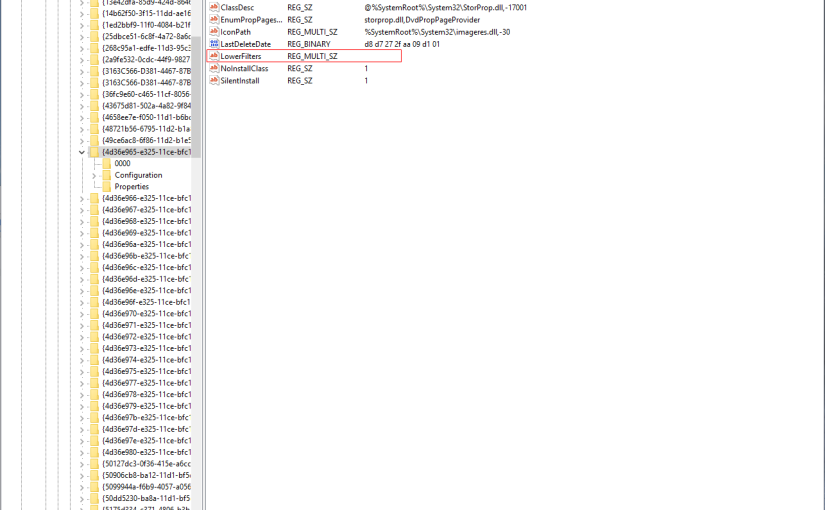 {13e42dfa-85d9-424d-8646
{14b62f50-3f15-11dd-ae16
{1ed2bbf9-11f0-4084-b21f
{25dbce51-6c8f-4a72-8a6d
{268c95a1-edfe-11d3-95c3
{2a9fe532-0cdc-44f9-9827
{3163C566-D381-4467-87B
{3163C566-D381-4467-87B
{36fc9e60-c465-11cf-8056
{43675d81-502a-4a82-9f84
{4658ee7e-f050-11d1-b6bd
{48721b56-6795-11d2-b1a
{49ce6ac8-6f86-11d2-b1e5
{4d36e965-e325-11ce-bfc1
0000
Configuration
Properties
{4d36e966-e325-11ce-bfc1
{4d36e967-e325-11ce-bfc1
{4d36e968-e325-11ce-bfc1
{4d36e969-e325-11ce-bfc1
{4d36e96a-e325-11ce-bfc1
{4d36e96b-e325-11ce-bfc1
{4d36e96c-e325-11ce-bfc1
{4d36e96d-e325-11ce-bfc1
{4d36e96e-e325-11ce-bfc1
{4d36e96f-e325-11ce-bfc1
{4d36e970-e325-11ce-bfc1
{4d36e971-e325-11ce-bfc1
{4d36e972-e325-11ce-bfc1
{4d36e973-e325-11ce-bfc1
{4d36e974-e325-11ce-bfc1
{4d36e975-e325-11ce-bfc1
{4d36e977-e325-11ce-bfc1
{4d36e978-e325-11ce-bfc1
{4d36e979-e325-11ce-bfc1
{4d36e97b-e325-11ce-bfc1
{4d36e97d-e325-11ce-bfc1
{4d36e97e-e325-11ce-bfc1
{4d36e980-e325-11ce-bfc1
{50127dc3-0f36-415e-a6cc
{50906cb8-ba12-11d1-bf5d
{5099944a-f6b9-4057-a056
{50dd5230-ba8a-11d1-bf5
ClassDesc REG_SZ @%SystemRoot%\System32\StorProp.dll,-17001
EnumPropPages... REG_SZ storprop.dll,DvdPropPageProvider
IconPath REG_MULTI_SZ %SystemRoot%\System32\imageres.dll,-30
LastDeleteDate REG_BINARY d8 d7 27 2f aa 09 d1 01
LowerFilters REG_MULTI_SZ
NoInstallClass REG_SZ 1
SilentInstall REG_SZ 1